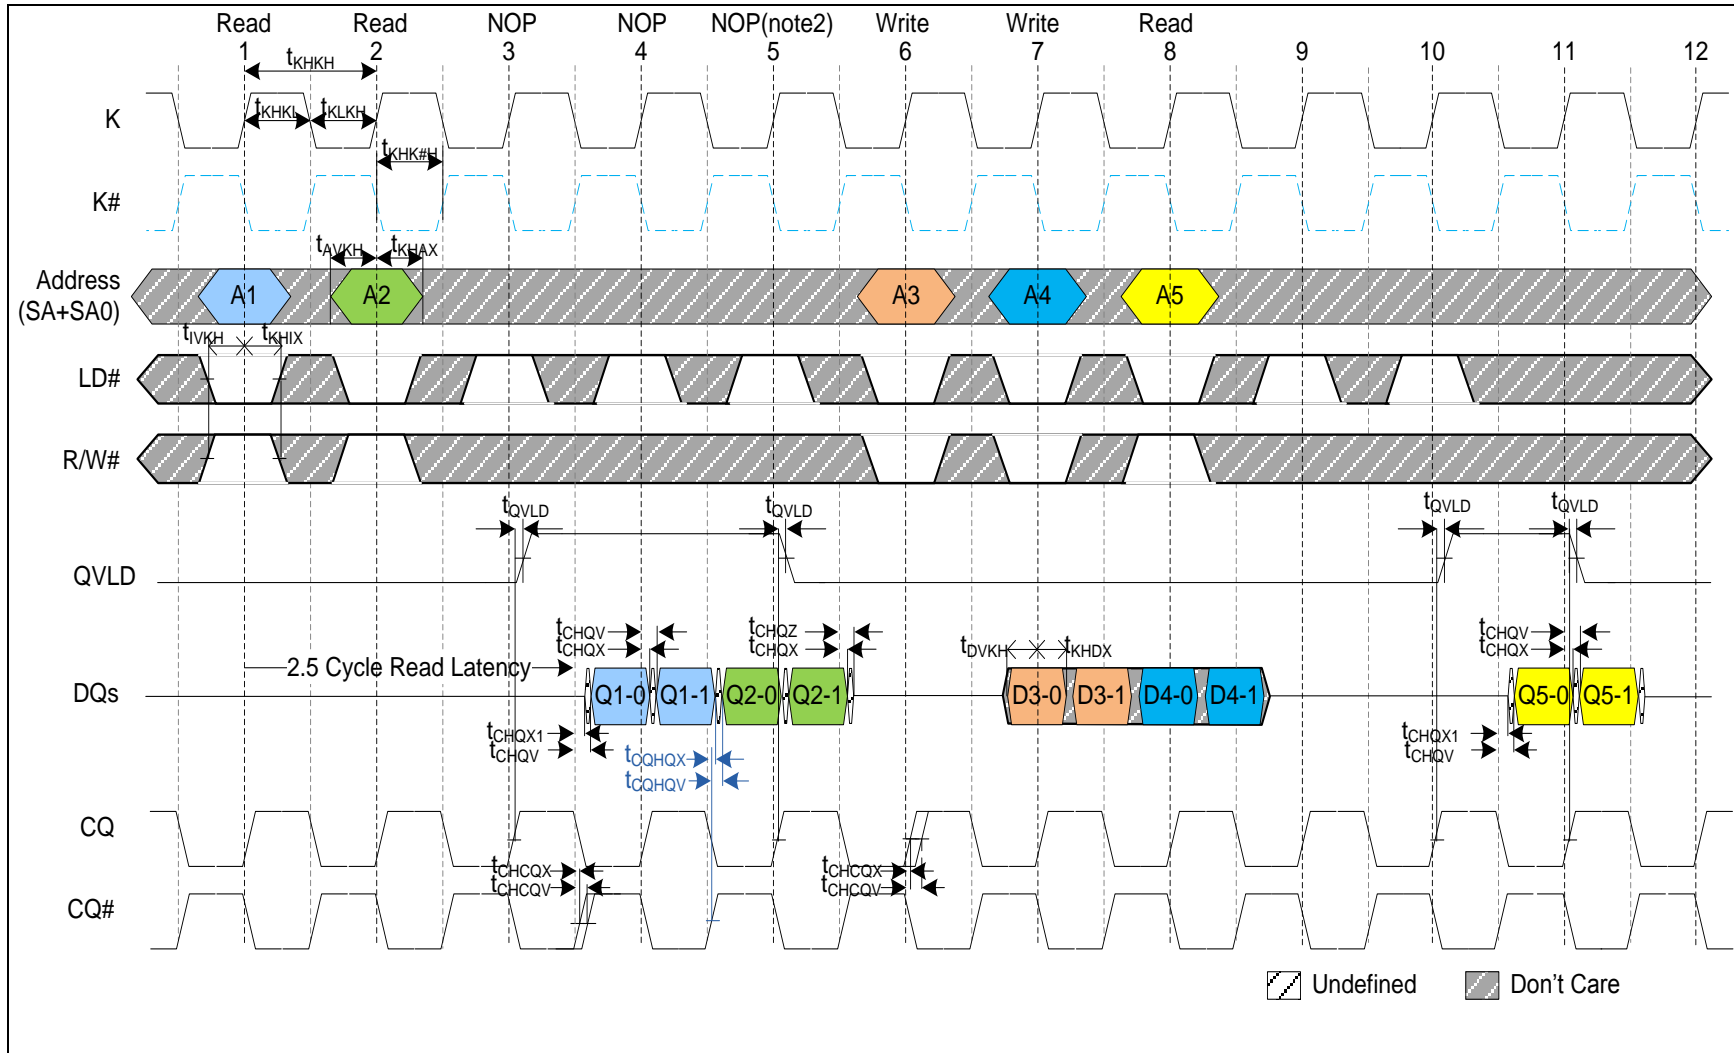 Read Read NOP NOP NOP(note2) Write Write Read
1 2 3 4 5 6 7 8 9 10 11 12
tKHKH
K
tKHKL tKLKH
tKHK#H
K#
tAVKH tKHAX
Address
(SA+SA0)
A1 A2 A3 A4 A5
tIVKH tKHIX
LD#
R/W#
tQVLD tQVLD tQVLD tQVLD
QVLD
tCHQV tCHQZ tCHQV
tCHQX tCHQX tCHQX
2.5 Cycle Read Latency
tDVKH tKHDX
DQs
Q1-0 Q1-1 Q2-0 Q2-1 D3-0 D3-1 D4-0 D4-1 Q5-0 Q5-1
tCHQX1 tCHQX1
tCHQV tCHQV
tCQHQX
tCQHQV
CQ
tCHCQX tCHCQX
tCHCQV tCHCQV
CQ#
Undefined Don't Care